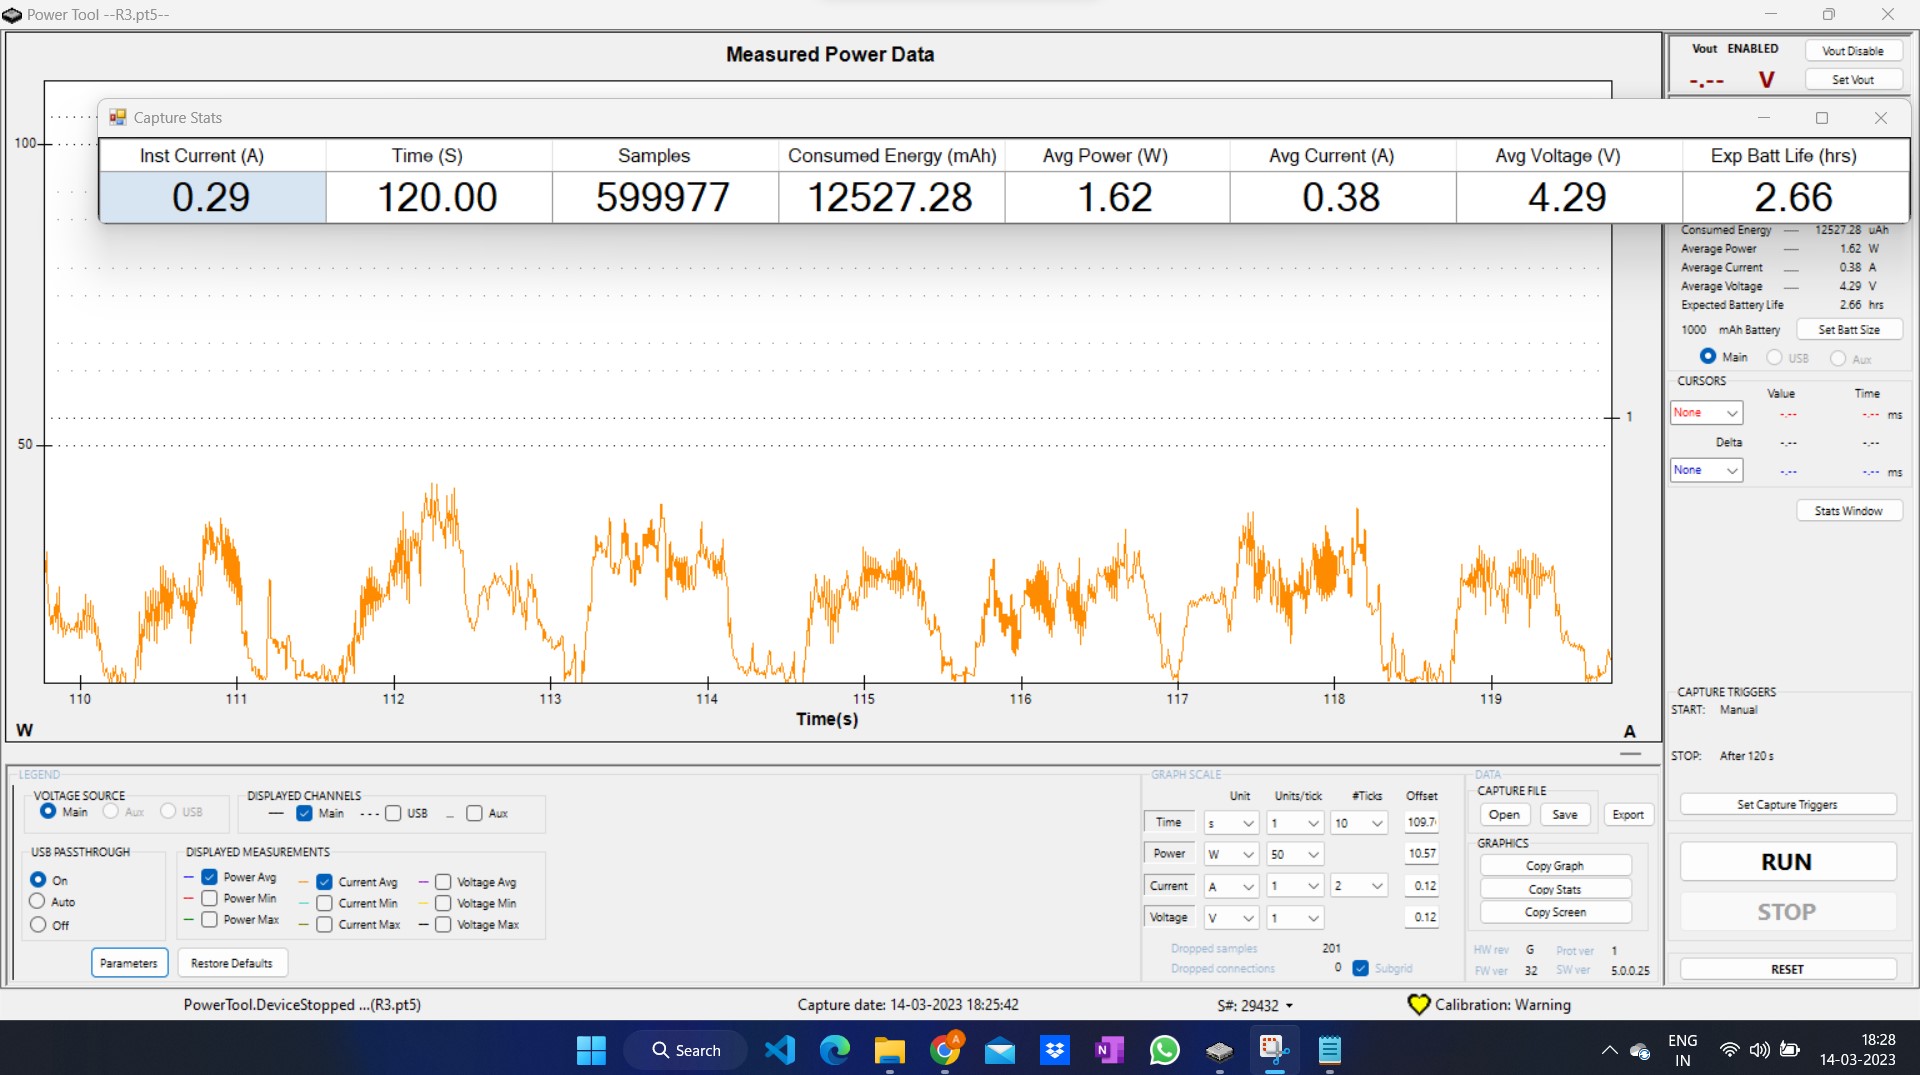 Power Tool --R3.pt5--
Measured Power Data
Vout ENABLED
Vout Disable
-.-- V
Set Vout
Capture Stats
Inst Current (A) Time (S) Samples Consumed Energy (mAh) Avg Power (W) Avg Current (A) Avg Voltage (V) Exp Batt Life (hrs)
0.29 120.00 599977 12527.28 1.62 0.38 4.29 2.66
Consumed Energy 12527.28 uAh
Average Power 1.62 W
Average Current 0.38 A
Average Voltage 4.29 V
Expected Battery Life 2.66 hrs
1000 mAh Battery Set Batt Size
Main USB Aux
CURSORS
Value Time
None -.-- -.-- ms
Delta -.-- -.--
None -.-- -.-- ms
Stats Window
100
50
1
110 111 112 113 114 115 116 117 118 119
Time(s)
W
A
CAPTURE TRIGGERS
START: Manual
STOP: After 120 s
Set Capture Triggers
RUN
STOP
RESET
LEGEND
VOLTAGE SOURCE
Main Aux USB
DISPLAYED CHANNELS
Main USB Aux
USB PASSTHROUGH
On
Auto
Off
DISPLAYED MEASUREMENTS
Power Avg Current Avg Voltage Avg
Power Min Current Min Voltage Min
Power Max Current Max Voltage Max
Parameters Restore Defaults
GRAPH SCALE
Unit Units/tick #Ticks Offset
Time s 1 10 109.7
Power W 50 10.57
Current A 1 2 0.12
Voltage V 1 0.12
Dropped samples 201
Dropped connections 0 Subgrid
DATA
CAPTURE FILE
Open Save Export
GRAPHICS
Copy Graph
Copy Stats
Copy Screen
HW rev G Prot ver 1
FW ver 32 SW ver 5.0.0.25
PowerTool.DeviceStopped ...(R3.pt5) Capture date: 14-03-2023 18:25:42 S#: 29432 Calibration: Warning
Search
A
N
ENG
IN
18:28
14-03-2023